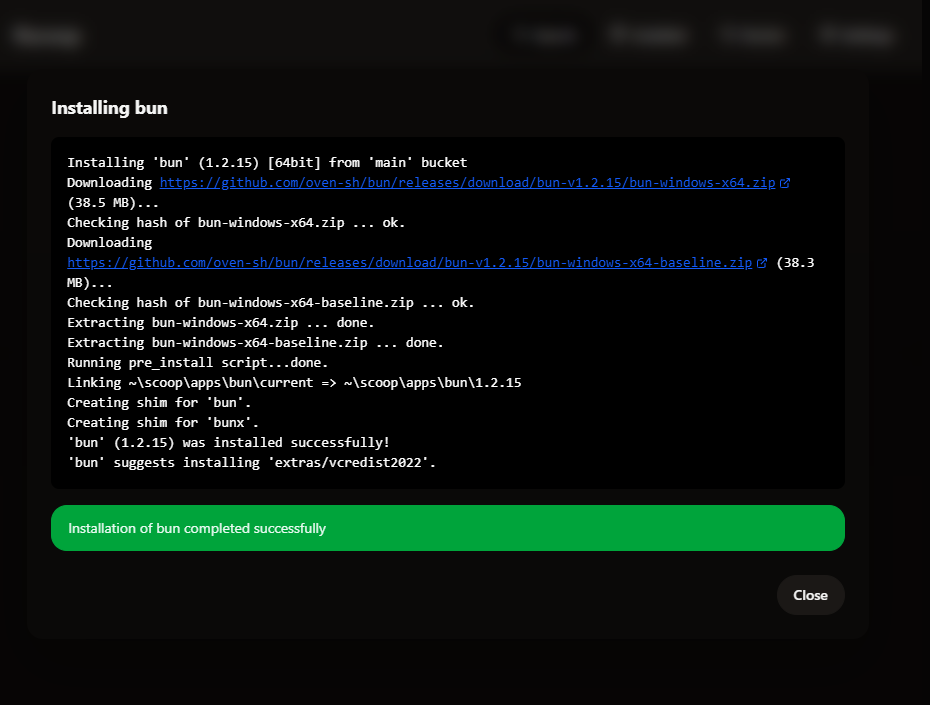 Installing bun
Installing 'bun' (1.2.15) [64bit] from 'main' bucket
Downloading https://github.com/oven-sh/bun/releases/download/bun-v1.2.15/bun-windows-x64.zip
(38.5 MB)...
Checking hash of bun-windows-x64.zip ... ok.
Downloading
https://github.com/oven-sh/bun/releases/download/bun-v1.2.15/bun-windows-x64-baseline.zip (38.3
MB)...
Checking hash of bun-windows-x64-baseline.zip ... ok.
Extracting bun-windows-x64.zip ... done.
Extracting bun-windows-x64-baseline.zip ... done.
Running pre_install script...done.
Linking ~\scoop\apps\bun\current => ~\scoop\apps\bun\1.2.15
Creating shim for 'bun'.
Creating shim for 'bunx'.
'bun' (1.2.15) was installed successfully!
'bun' suggests installing 'extras/vcredist2022'.
Installation of bun completed successfully
Close